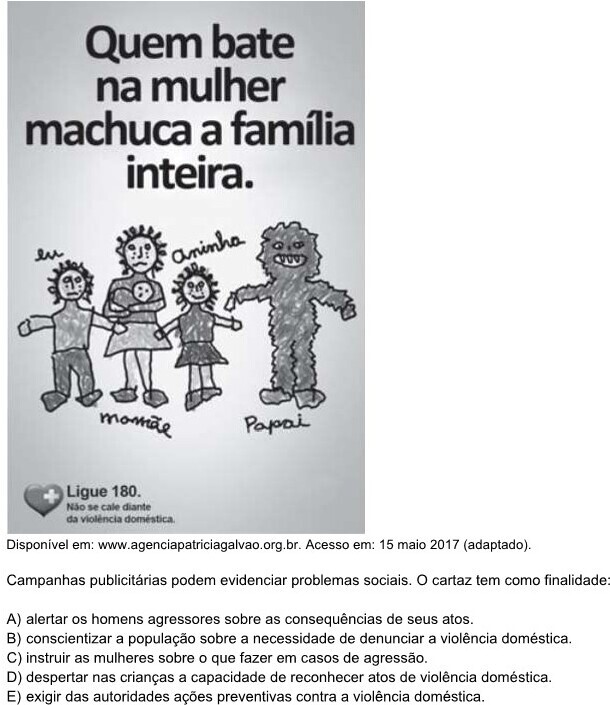 Quem bate
na mulher
machuca a família
inteira.
eu
aninha
mamãe
Papai
Ligue 180.
Não se cale diante
da violência doméstica.
Disponível em: www.agenciapatriciagalvao.org.br. Acesso em: 15 maio 2017 (adaptado).
Campanhas publicitárias podem evidenciar problemas sociais. O cartaz tem como finalidade:
A) alertar os homens agressores sobre as consequências de seus atos.
B) conscientizar a população sobre a necessidade de denunciar a violência doméstica.
C) instruir as mulheres sobre o que fazer em casos de agressão.
D) despertar nas crianças a capacidade de reconhecer atos de violência doméstica.
E) exigir das autoridades ações preventivas contra a violência doméstica.